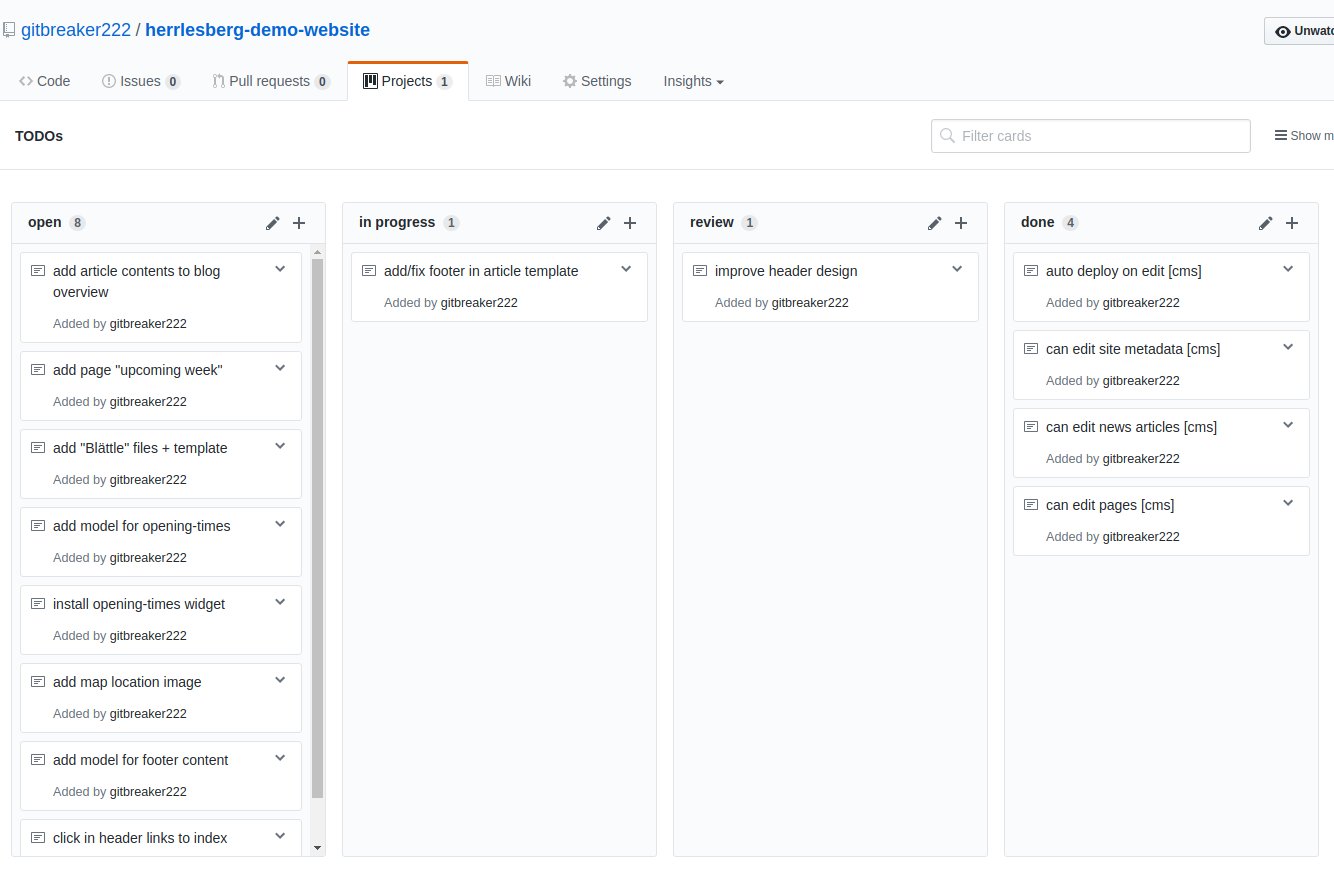 gitbreaker222 / herrlesberg-demo-website
Unwatc
Code
Issues 0
Pull requests 0
Projects 1
Wiki
Settings
Insights
TODOs
Filter cards
Show m
open 8
add article contents to blog
overview
Added by gitbreaker222
add page "upcoming week"
Added by gitbreaker222
add "Blättle" files + template
Added by gitbreaker222
add model for opening-times
Added by gitbreaker222
install opening-times widget
Added by gitbreaker222
add map location image
Added by gitbreaker222
add model for footer content
Added by gitbreaker222
click in header links to index
in progress 1
add/fix footer in article template
Added by gitbreaker222
review 1
improve header design
Added by gitbreaker222
done 4
auto deploy on edit [cms]
Added by gitbreaker222
can edit site metadata [cms]
Added by gitbreaker222
can edit news articles [cms]
Added by gitbreaker222
can edit pages [cms]
Added by gitbreaker222